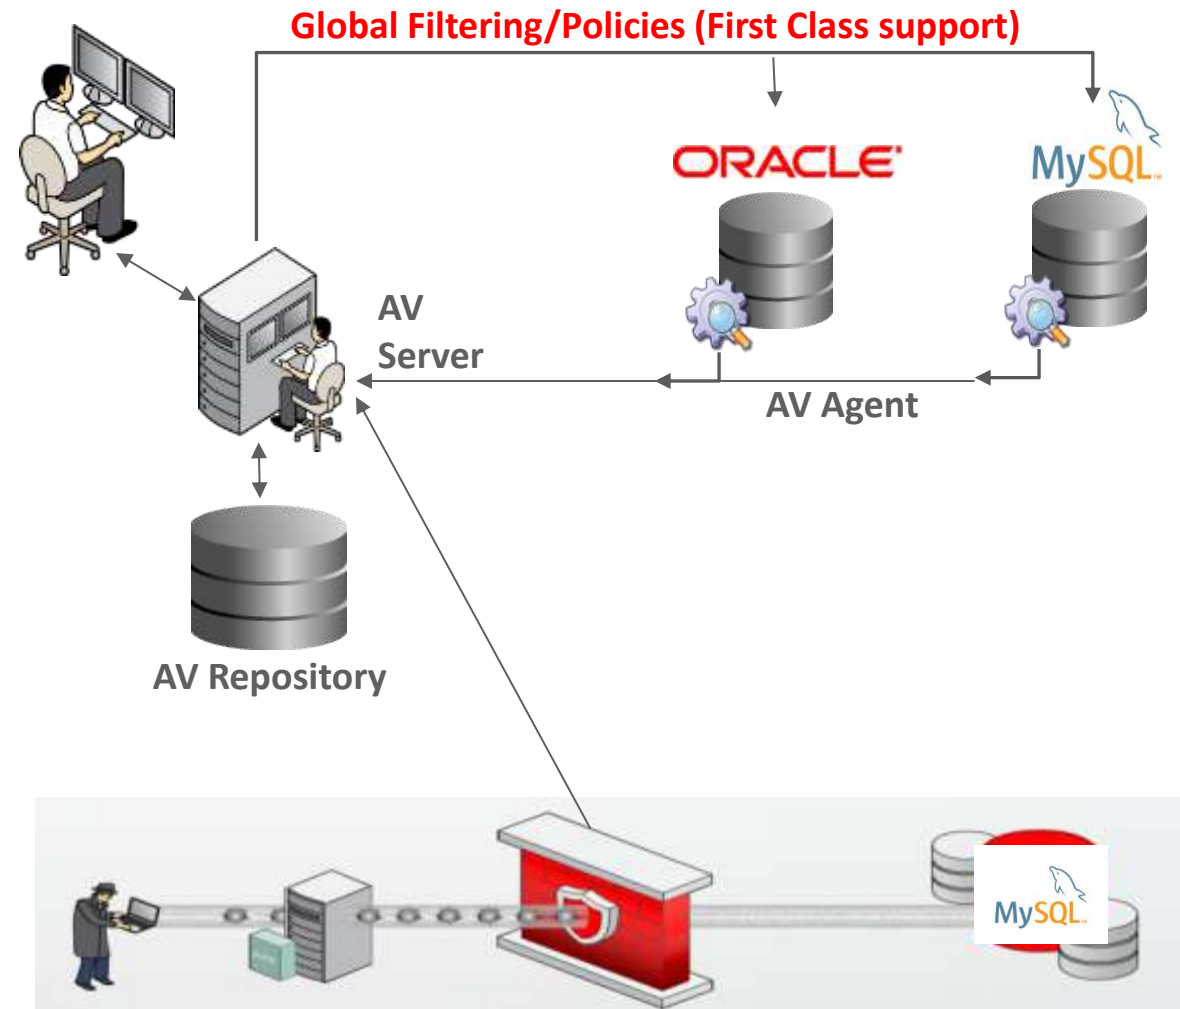 Global Filtering/Policies (First Class support)
ORACLE
MySQL
AV
Server
AV Agent
AV Repository
MySQL